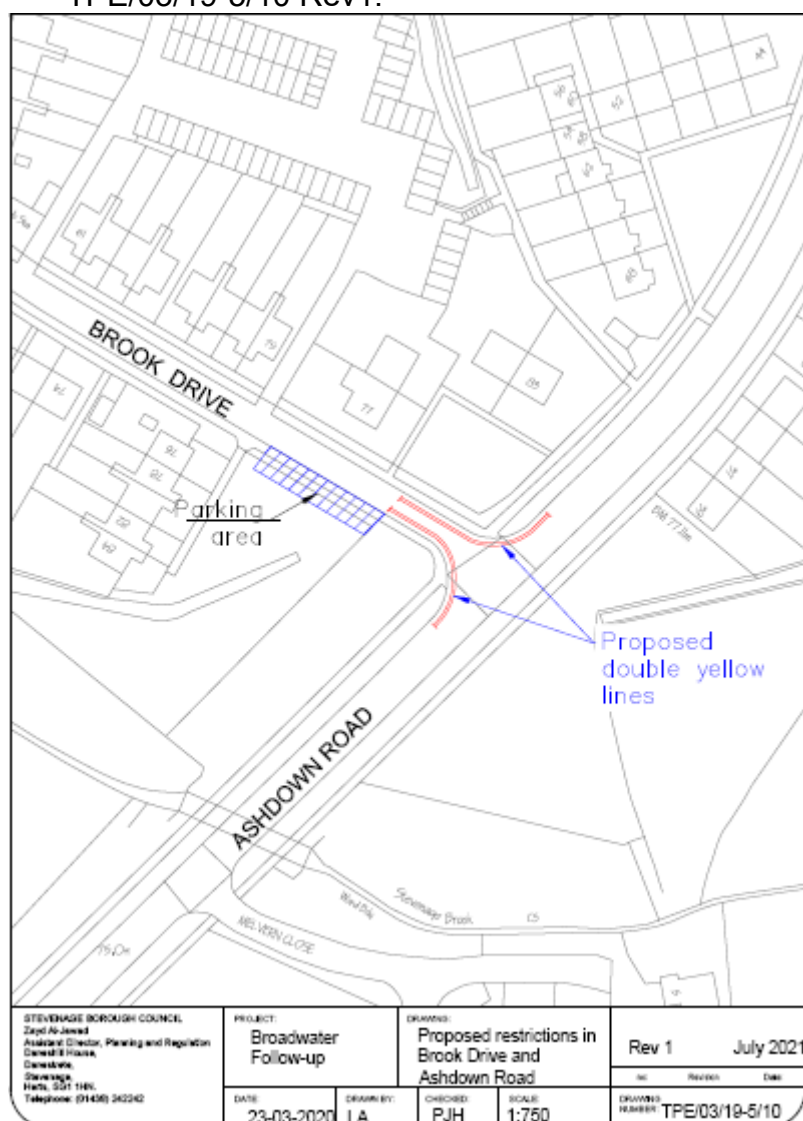 TPE/03/19-5/10 Rev1.
BROOK DRIVE
77
Parking
area
Proposed
double yellow
lines
ASHDOWN ROAD
Stevenage Brook
MELVERN CLOSE
STEVENAGE BOROUGH COUNCIL
Zayd Al-Jawad
Assistant Director, Planning and Regulation
Daneshill House,
Danestrete,
Stevenage,
Herts, SG1 1HN.
Telephone: (01438) 242242
PROJECT:
Broadwater
Follow-up
DRAWING:
Proposed restrictions in
Brook Drive and
Ashdown Road
Rev 1 July 2021
no: Revision Date
DATE:
23-03-2020
DRAWN BY:
LA
CHECKED:
PJH
SCALE:
1:750
DRAWING
NUMBER: TPE/03/19-5/10